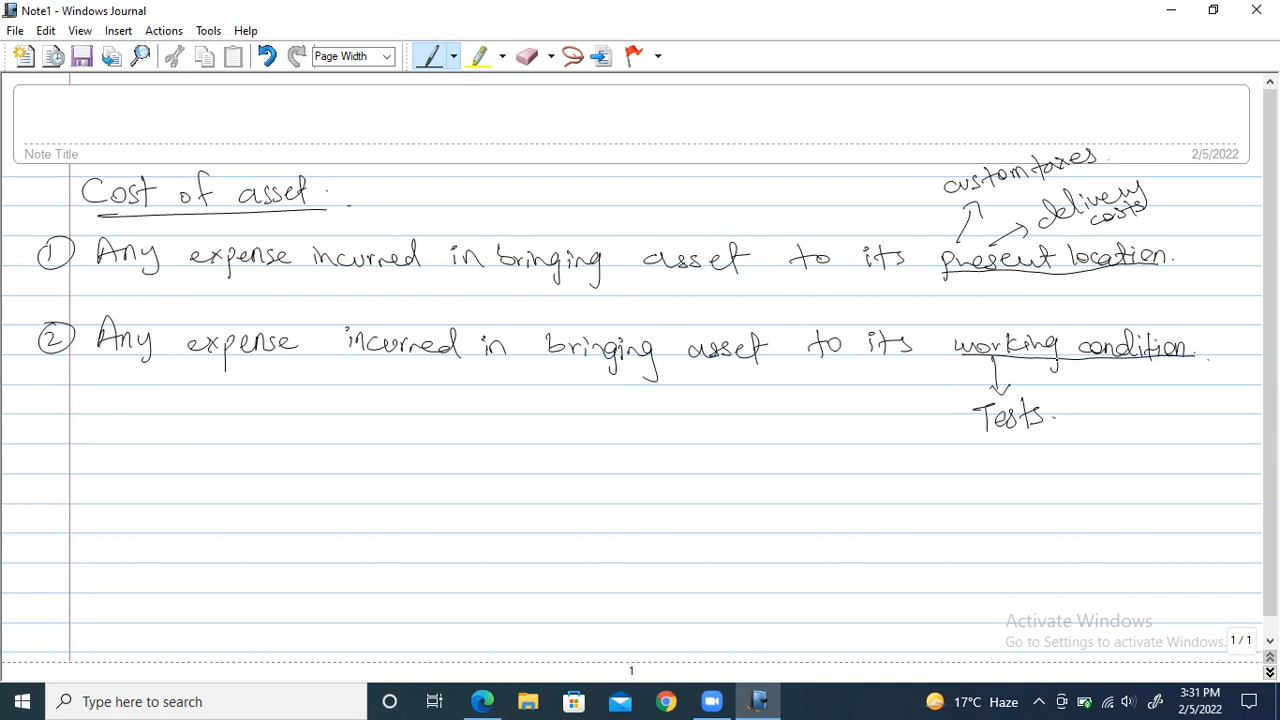 Note1 - Windows Journal
File Edit View Insert Actions Tools Help
Page Width
Note Title
2/5/2022
Cost of asset.
custom taxes.
delivery
costs
1 Any expense incurred in bringing asset to its present location.
2 Any expense incurred in bringing asset to its working condition.
Tests.
Activate Windows
Go to Settings to activate Windows.
1 / 1
1
Type here to search
17°C Haze
3:31 PM
2/5/2022